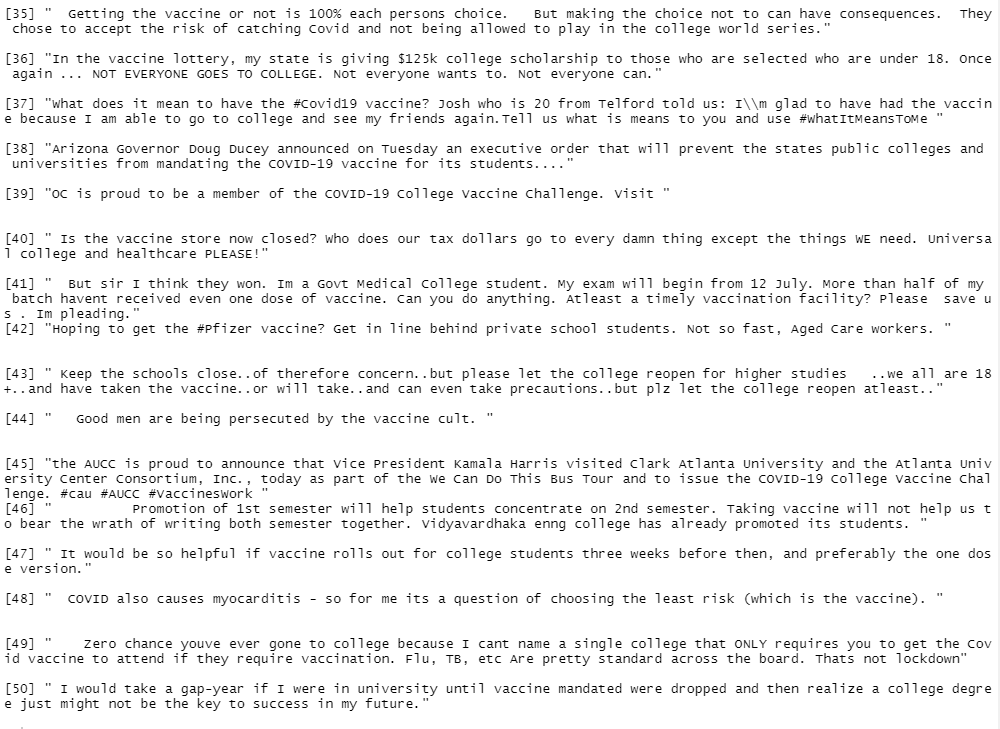 [35] "  Getting the vaccine or not is 100% each persons choice.   But making the choice not to can have consequences.  They
 chose to accept the risk of catching Covid and not being allowed to play in the college world series."
[36] "In the vaccine lottery, my state is giving $125k college scholarship to those who are selected who are under 18. Once
 again ... NOT EVERYONE GOES TO COLLEGE. Not everyone wants to. Not everyone can."
[37] "What does it mean to have the #Covid19 vaccine? Josh who is 20 from Telford told us: I\\m glad to have had the vaccin
e because I am able to go to college and see my friends again.Tell us what is means to you and use #WhatItMeansToMe "
[38] "Arizona Governor Doug Ducey announced on Tuesday an executive order that will prevent the states public colleges and
 universities from mandating the COVID-19 vaccine for its students...."
[39] "OC is proud to be a member of the COVID-19 College Vaccine Challenge. Visit "
[40] " Is the vaccine store now closed? Who does our tax dollars go to every damn thing except the things WE need. Universa
l college and healthcare PLEASE!"
[41] "  But sir I think they won. Im a Govt Medical College student. My exam will begin from 12 July. More than half of my
 batch havent received even one dose of vaccine. Can you do anything. Atleast a timely vaccination facility? Please  save u
s . Im pleading."
[42] "Hoping to get the #Pfizer vaccine? Get in line behind private school students. Not so fast, Aged Care workers. "
[43] " Keep the schools close..of therefore concern..but please let the college reopen for higher studies   ..we all are 18
+..and have taken the vaccine..or will take..and can even take precautions..but plz let the college reopen atleast.."
[44] "   Good men are being persecuted by the vaccine cult. "
[45] "the AUCC is proud to announce that Vice President Kamala Harris visited Clark Atlanta University and the Atlanta Univ
ersity Center Consortium, Inc., today as part of the We Can Do This Bus Tour and to issue the COVID-19 College Vaccine Chal
lenge. #cau #AUCC #VaccinesWork "
[46] "          Promotion of 1st semester will help students concentrate on 2nd semester. Taking vaccine will not help us t
o bear the wrath of writing both semester together. Vidyavardhaka enng college has already promoted its students. "
[47] " It would be so helpful if vaccine rolls out for college students three weeks before then, and preferably the one dos
e version."
[48] "  COVID also causes myocarditis - so for me its a question of choosing the least risk (which is the vaccine). "
[49] "    Zero chance youve ever gone to college because I cant name a single college that ONLY requires you to get the Cov
id vaccine to attend if they require vaccination. Flu, TB, etc Are pretty standard across the board. Thats not lockdown"
[50] " I would take a gap-year if I were in university until vaccine mandated were dropped and then realize a college degre
e just might not be the key to success in my future."